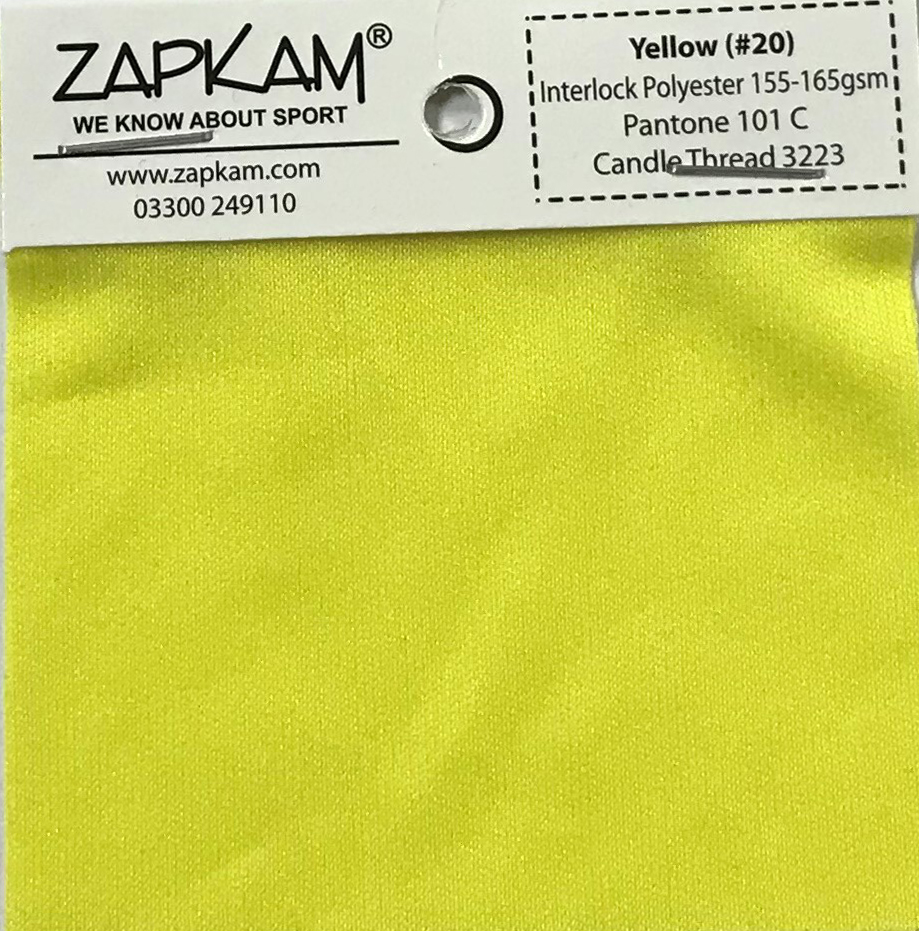 ZAPKAM®
WE KNOW ABOUT SPORT
www.zapkam.com
03300 249110
Yellow (#20)
Interlock Polyester 155-165gsm
Pantone 101 C
Candle Thread 3223